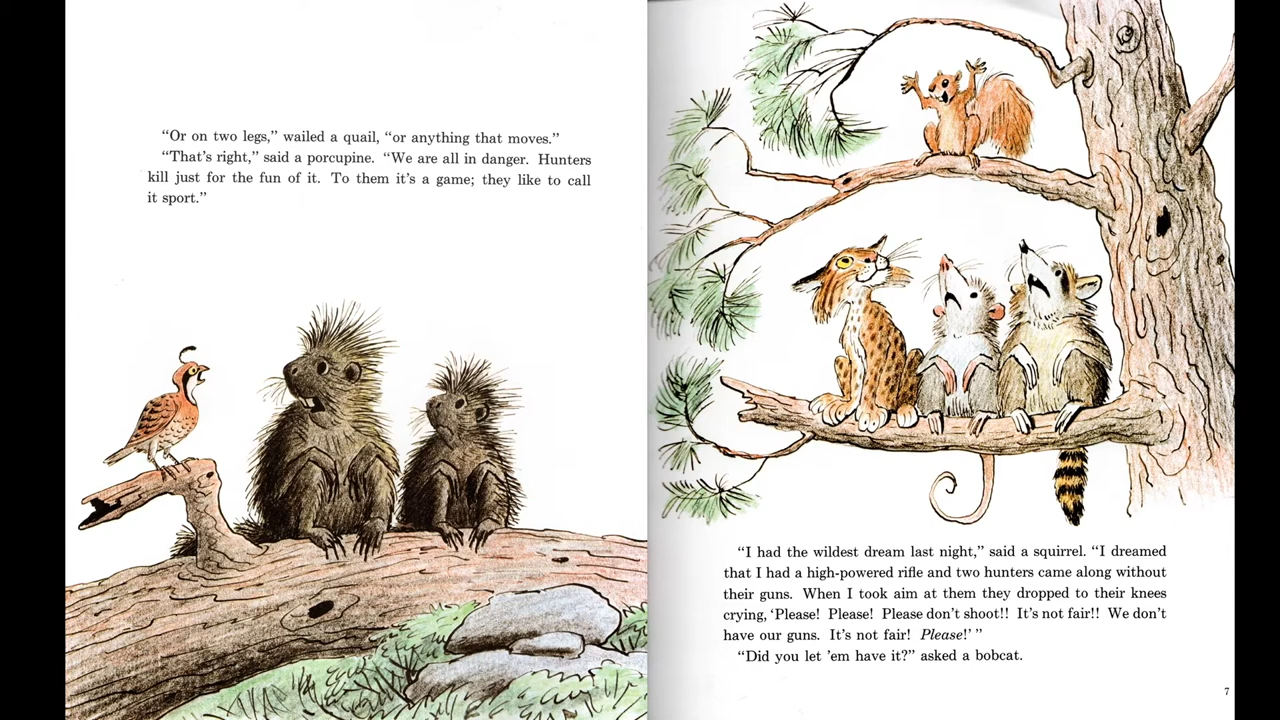 “Or on two legs,” wailed a quail, “or anything that moves.”
“That’s right,” said a porcupine. “We are all in danger. Hunters
kill just for the fun of it. To them it’s a game; they like to call
it sport.”
“I had the wildest dream last night,” said a squirrel. “I dreamed
that I had a high-powered rifle and two hunters came along without
their guns. When I took aim at them they dropped to their knees
crying, ‘Please! Please! Please don’t shoot!! It’s not fair!! We don’t
have our guns. It’s not fair! Please!’ ”
“Did you let ’em have it?” asked a bobcat.
7